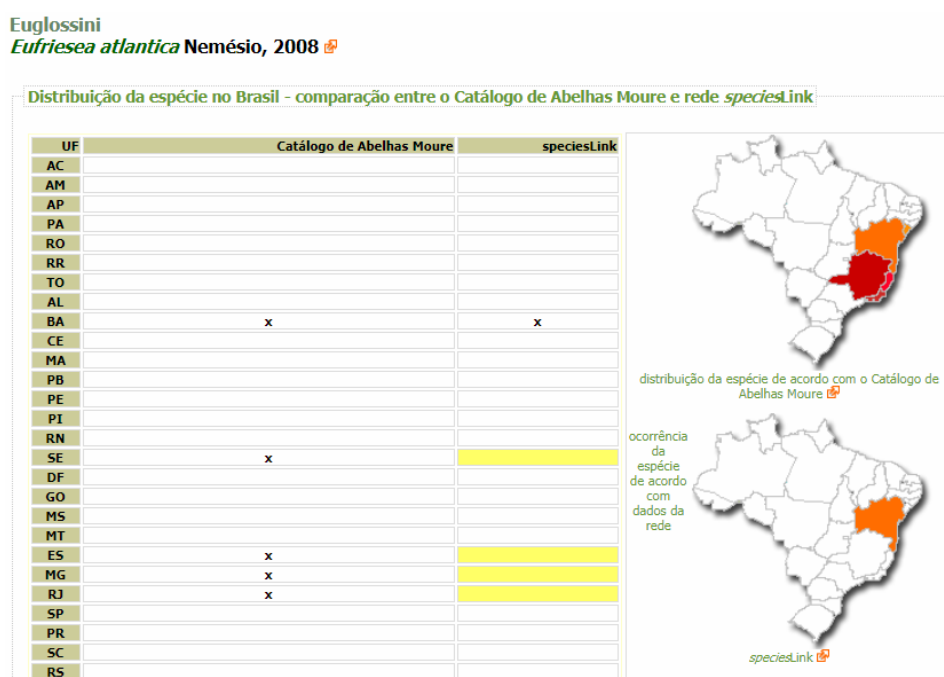 Euglossini
Eufriesea atlantica Nemésio, 2008
Distribuição da espécie no Brasil - comparação entre o Catálogo de Abelhas Moure e rede speciesLink
UF Catálogo de Abelhas Moure speciesLink
AC
AM
AP
PA
RO
RR
TO
AL
BA x x
CE
MA
PB
PE
PI
RN
SE x
DF
GO
MS
MT
ES x
MG x
RJ x
SP
PR
SC
RS
distribuição da espécie de acordo com o Catálogo de
Abelhas Moure
ocorrência
da
espécie
de acordo
com
dados da
rede
speciesLink